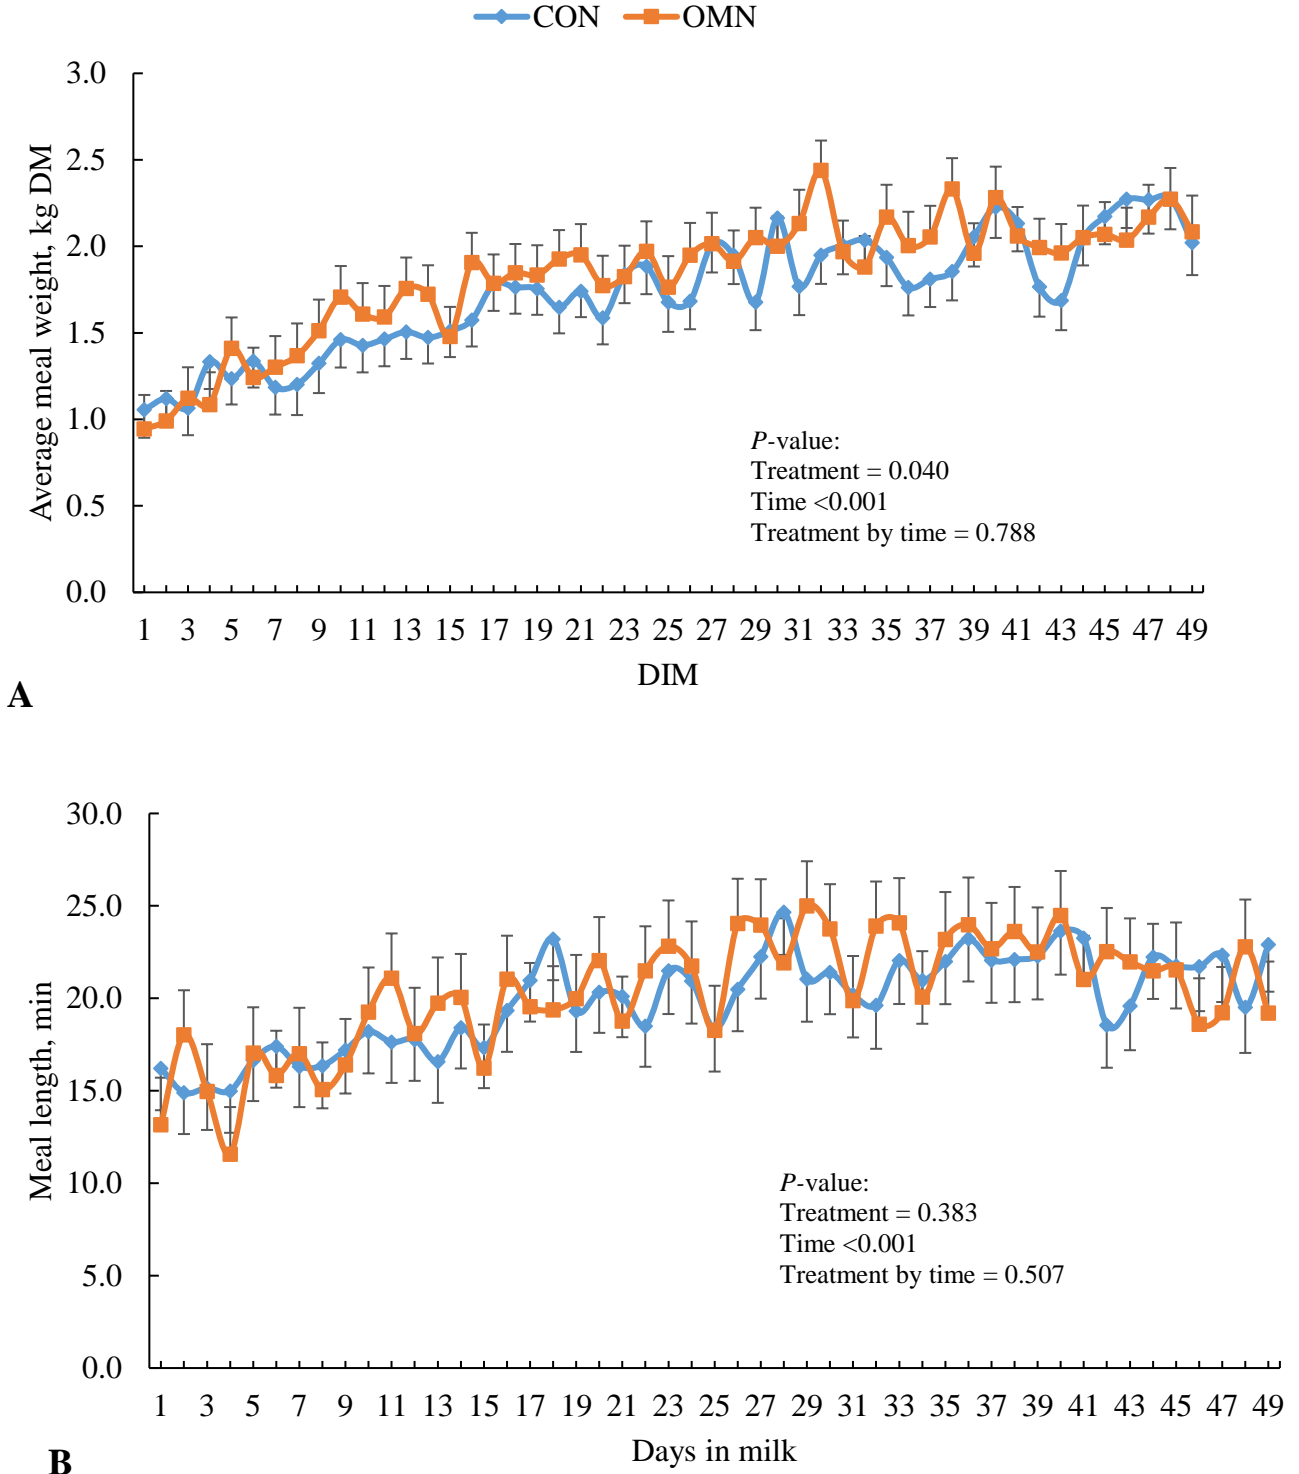 CON OMN
3.0
2.5
2.0
1.5
1.0
0.5
0.0
Average meal weight, kg DM
P-value:
Treatment = 0.040
Time <0.001
Treatment by time = 0.788
1 3 5 7 9 11 13 15 17 19 21 23 25 27 29 31 33 35 37 39 41 43 45 47 49
DIM
A
30.0
25.0
20.0
15.0
10.0
5.0
0.0
Meal length, min
P-value:
Treatment = 0.383
Time <0.001
Treatment by time = 0.507
1 3 5 7 9 11 13 15 17 19 21 23 25 27 29 31 33 35 37 39 41 43 45 47 49
Days in milk
B